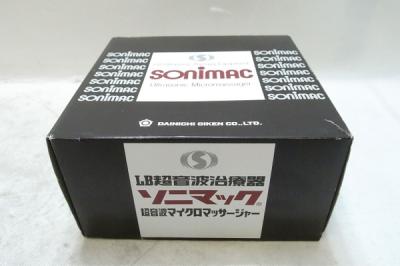 SONIMAC
Ultrasonic Micromassager
SONIMAC SONIMAC
SONIMAC SONIMAC
SONIMAC SONIMAC
SONIMAC SONIMAC
SONIMAC SONIMAC
SONIMAC SONIMAC
DAINICHI GIKEN CO.,LTD.
LB超音波治療器
ソニマック®
超音波マイクロマッサージャー